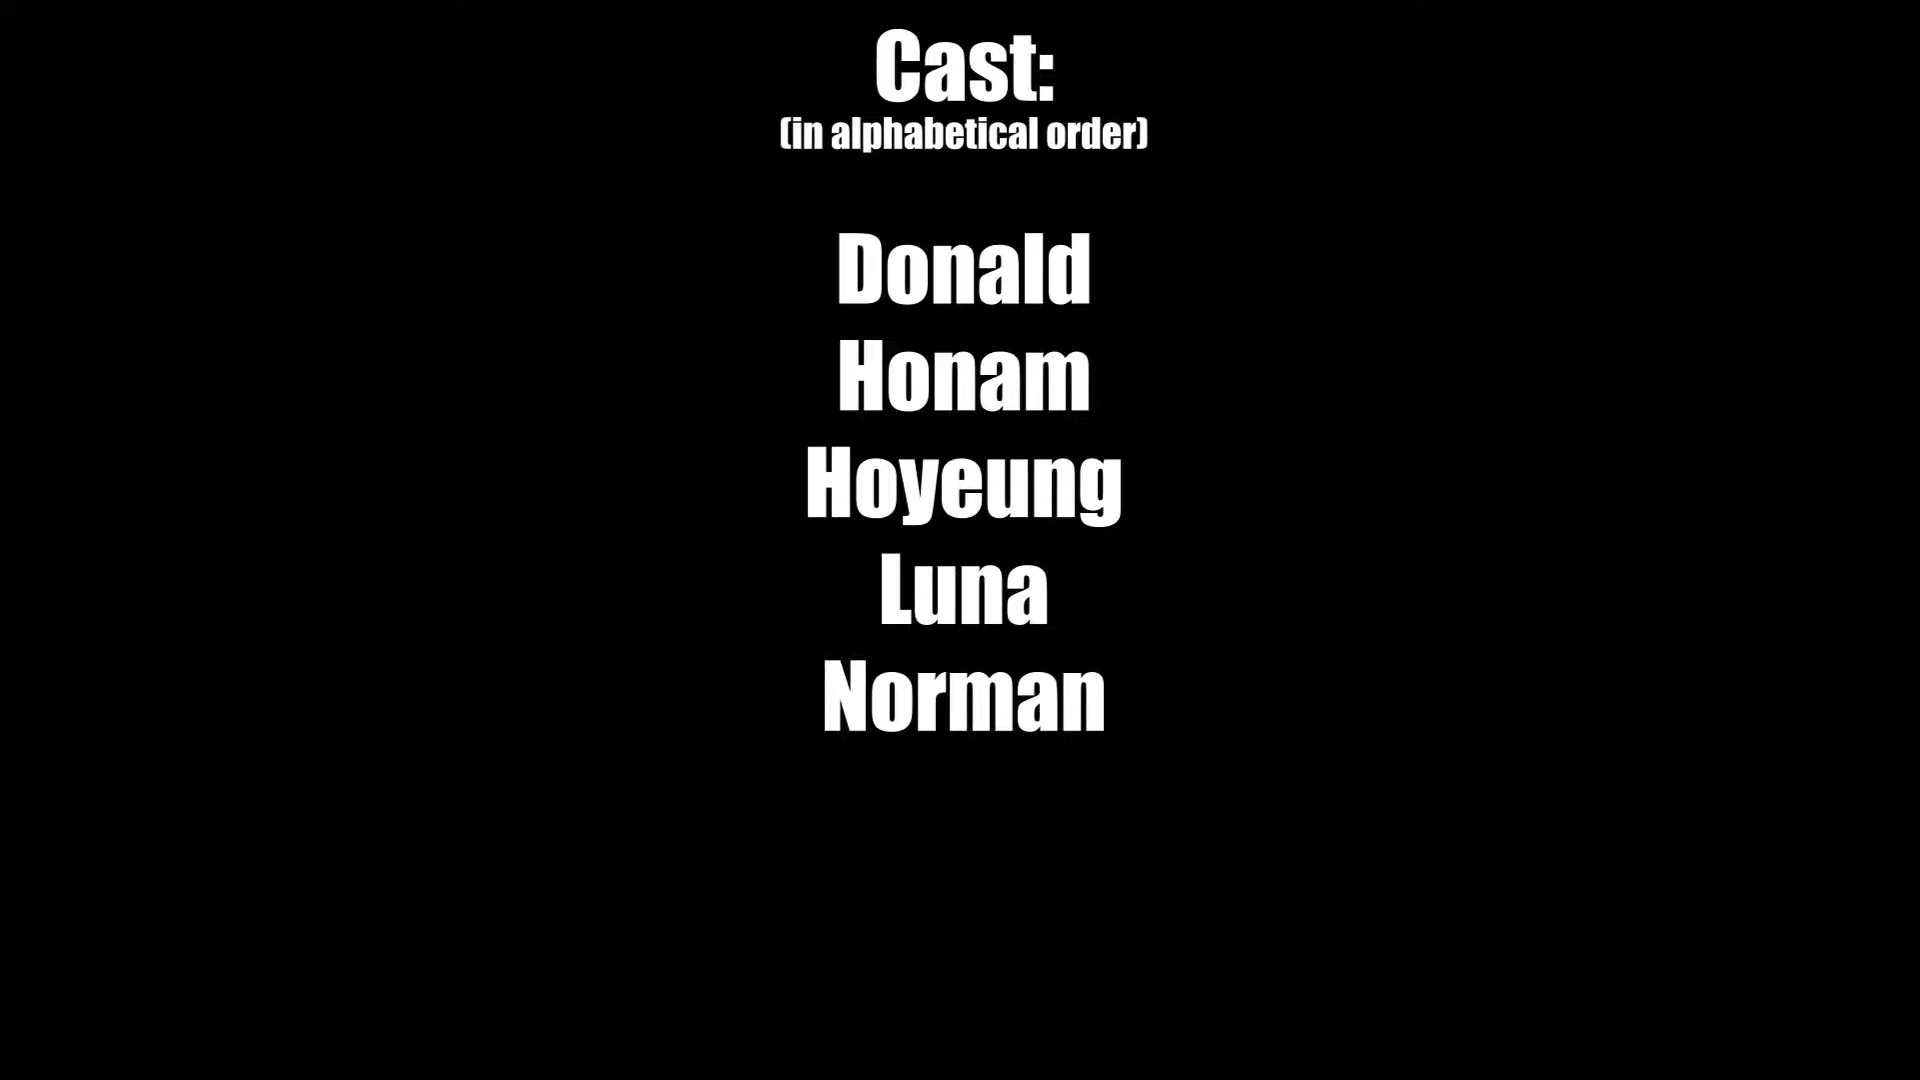 Cast:
(in alphabetical order)
Donald
Honam
Hoyeung
Luna
Norman